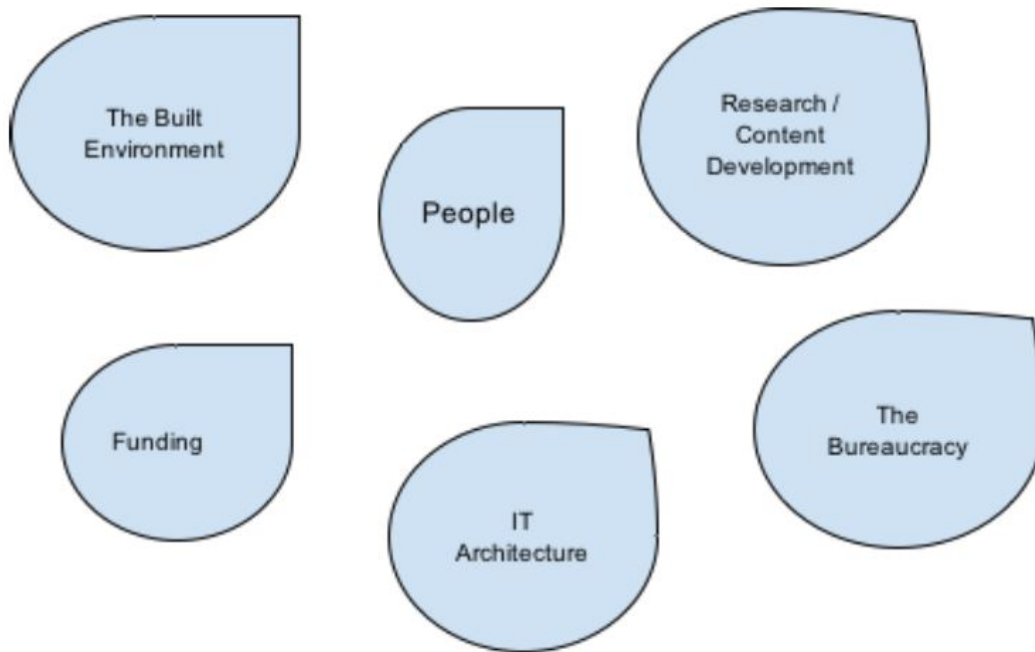 The Built
Environment
People
Research /
Content
Development
Funding
IT
Architecture
The
Bureaucracy